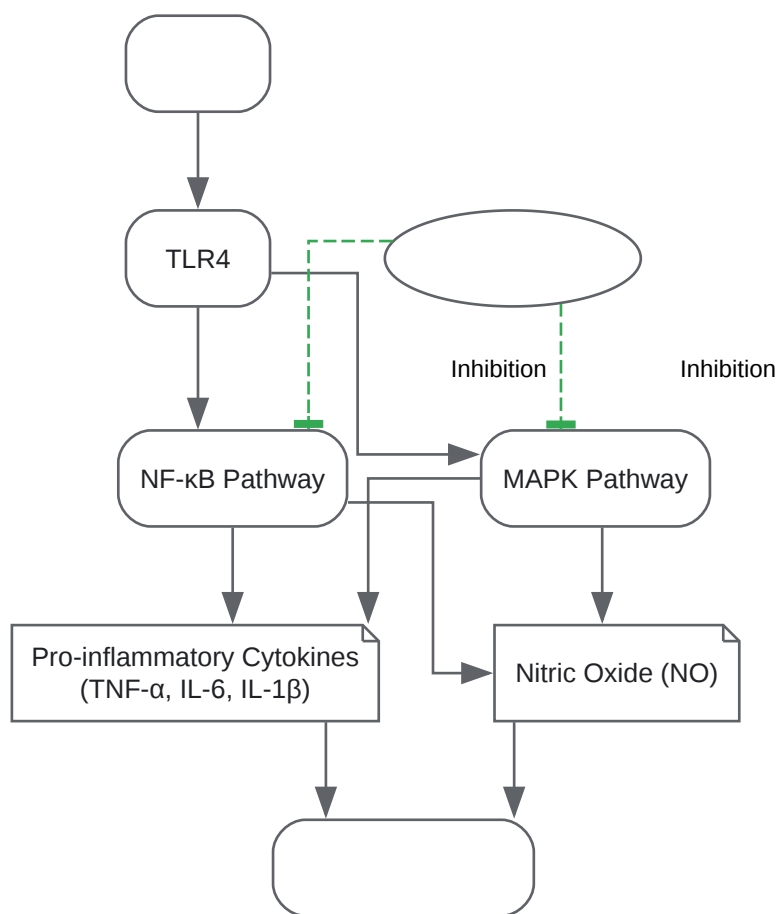 TLR4
Inhibition
Inhibition
NF-κB Pathway
MAPK Pathway
Pro-inflammatory Cytokines
(TNF-α, IL-6, IL-1β)
Nitric Oxide (NO)